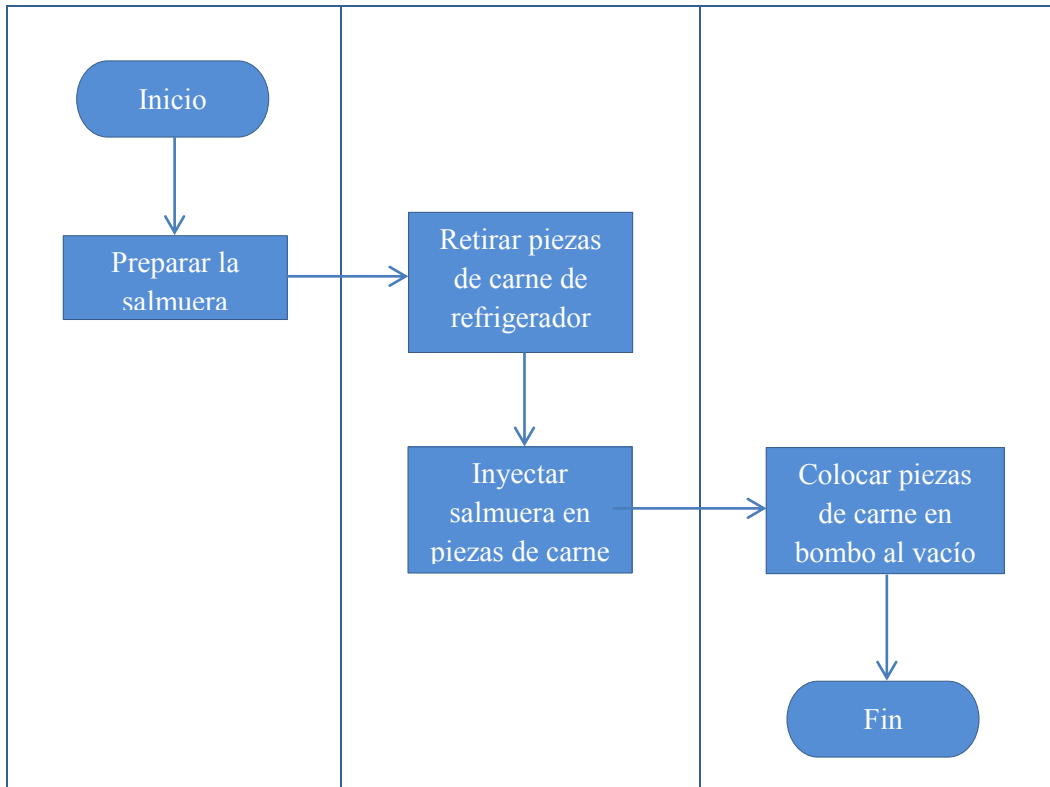 Inicio
Preparar la
salmuera
Retirar piezas
de carne de
refrigerador
Inyectar
salmuera en
piezas de carne
Colocar piezas
de carne en
bombo al vacío
Fin